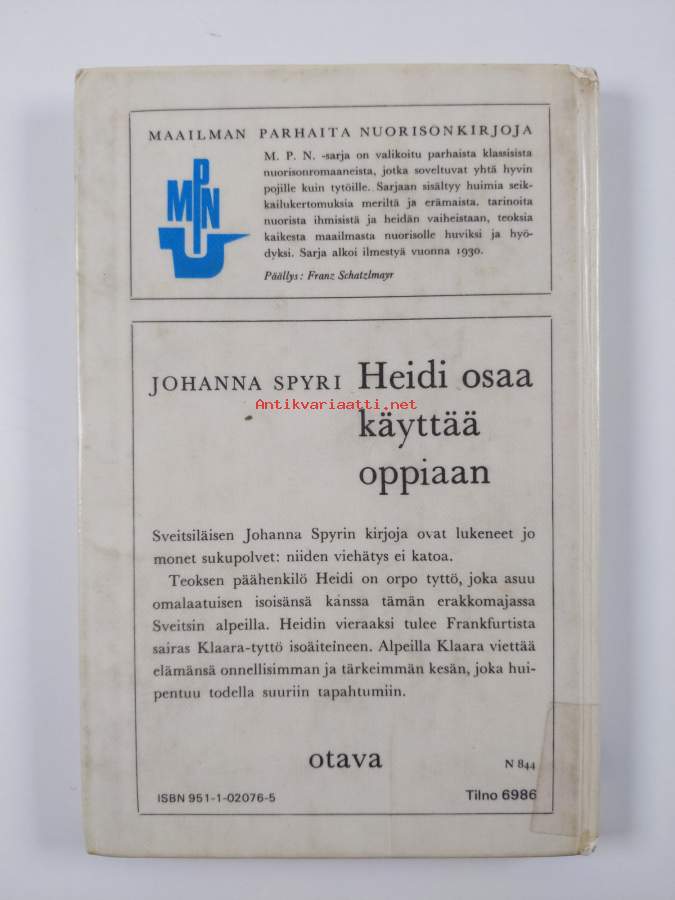 MAAILMAN PARHAITA NUORISONKIRJOJA
MPN
M. P. N. -sarja on valikoitu parhaista klassisista
nuorisonromaaneista, jotka soveltuvat yhtä hyvin
pojille kuin tytöille. Sarjaan sisältyy huimia seik-
kailukertomuksia meriltä ja erämaista, tarinoita
nuorista ihmisistä ja heidän vaiheistaan, teoksia
kaikesta maailmasta nuorisolle huviksi ja hyö-
dyksi. Sarja alkoi ilmestyä vuonna 1930.
Päällys: Franz Schatzlmayr
JOHANNA SPYRI Heidi osaa
Antikvariaatti.net
käyttää
oppiaan
Sveitsiläisen Johanna Spyrin kirjoja ovat lukeneet jo
monet sukupolvet: niiden viehätys ei katoa.
Teoksen päähenkilö Heidi on orpo tyttö, joka asuu
omalaatuisen isoisänsä kanssa tämän erakkomajassa
Sveitsin alpeilla. Heidin vieraaksi tulee Frankfurtista
sairas Klaara-tyttö isoäiteineen. Alpeilla Klaara viettää
elämänsä onnellisimman ja tärkeimmän kesän, joka hui-
pentuu todella suuriin tapahtumiin.
otava
N 844
ISBN 951-1-02076-5
Tilno 6986